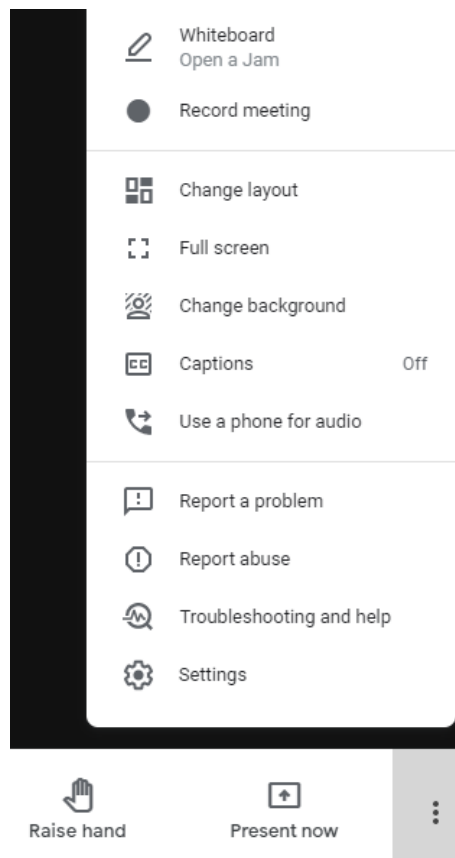 Whiteboard
Open a Jam
Record meeting
Change layout
Full screen
Change background
CC
Captions Off
Use a phone for audio
Report a problem
Report abuse
Troubleshooting and help
Settings
Raise hand Present now